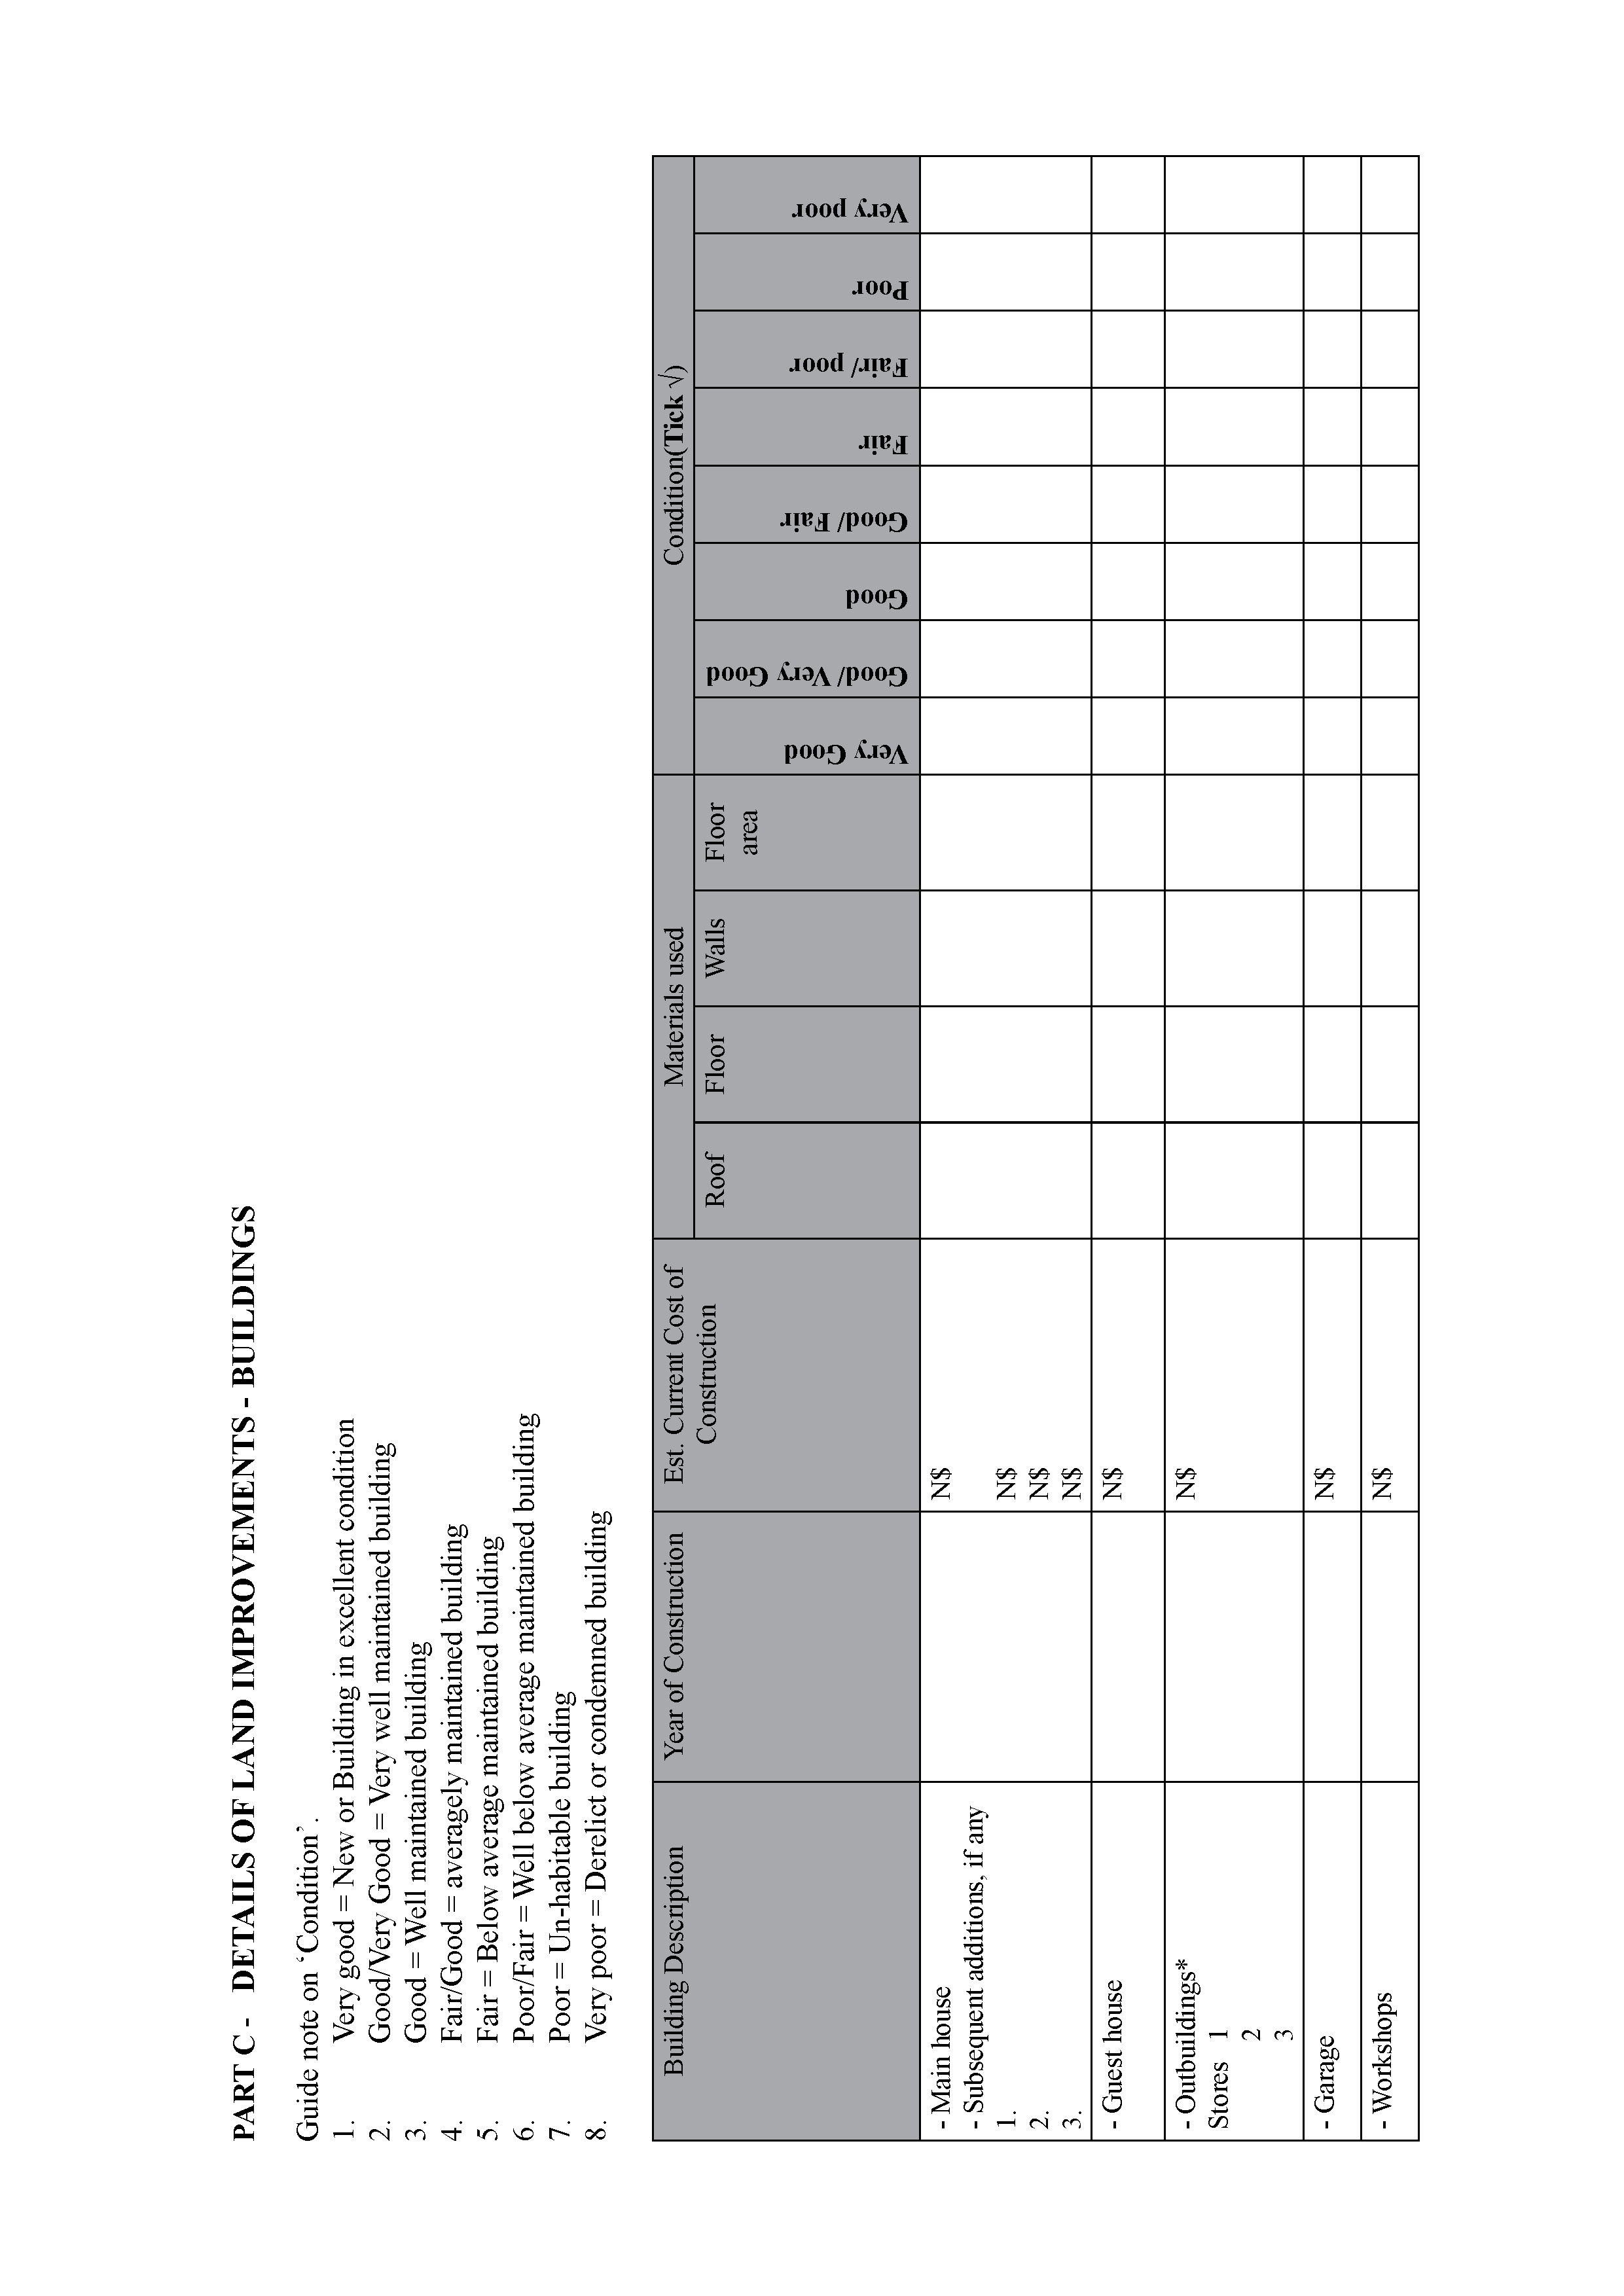 PART C - DETAILS OF LAND IMPROVEMENTS - BUILDINGS
Guide note on ‘Condition’.
1. Very good = New or Building in excellent condition
2. Good/Very Good = Very well maintained building
3. Good = Well maintained building
4. Fair/Good = averagely maintained building
5. Fair = Below average maintained building
6. Poor/Fair = Well below average maintained building
7. Poor = Un-habitable building
8. Very poor = Derelict or condemned building
Building Description
Year of Construction
Est. Current Cost of
Construction
Materials used
Roof
Floor
Walls
Floor
area
Condition(Tick √)
Very Good
Good/ Very Good
Good
Good/ Fair
Fair
Fair/ poor
Poor
Very poor
- Main house N$
- Subsequent additions, if any
1. N$
2. N$
3. N$
- Guest house N$
- Outbuildings* N$
Stores 1
2
3
- Garage N$
- Workshops N$